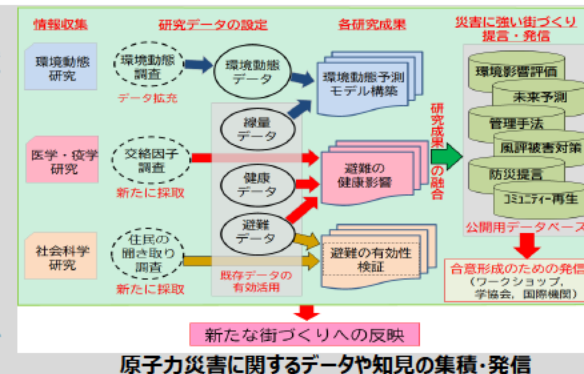 情報収集
研究データの設定
各研究成果
災害に強い街づくり
提言・発信
環境動態
研究
環境動態
調査
データ拡充
環境動態
データ
環境動態予測
モデル構築
線量
データ
医学・疫学
研究
交絡因子
調査
新たに採取
健康
データ
避難の
健康影響
避難
データ
社会科学
研究
住民の
聞き取り
調査
新たに採取
既存データの
有効活用
避難の有効性
検証
研究成果の融合
環境影響評価
未来予測
管理手法
風評被害対策
防災提言
コミュニティー再生
公開用データベース
合意形成のための発信
(ワークショップ,
学協会, 国際機関)
新たな街づくりへの反映
原子力災害に関するデータや知見の集積・発信